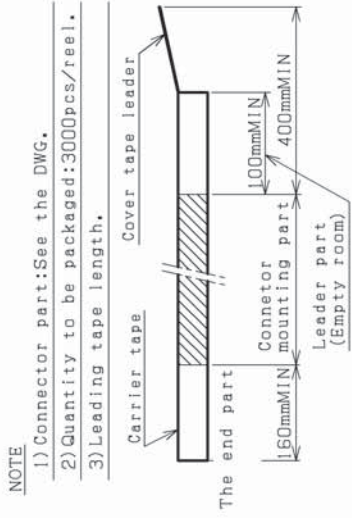 NOTE
1)Connector part:See the DWG.
2)Quantity to be packaged:3000pcs/reel.
3)Leading tape length.
Carrier tape
Cover tape leader
The end part
160mmMIN
Connetor
mounting part
100mmMIN
400mmMIN
Leader part
(Empty room)